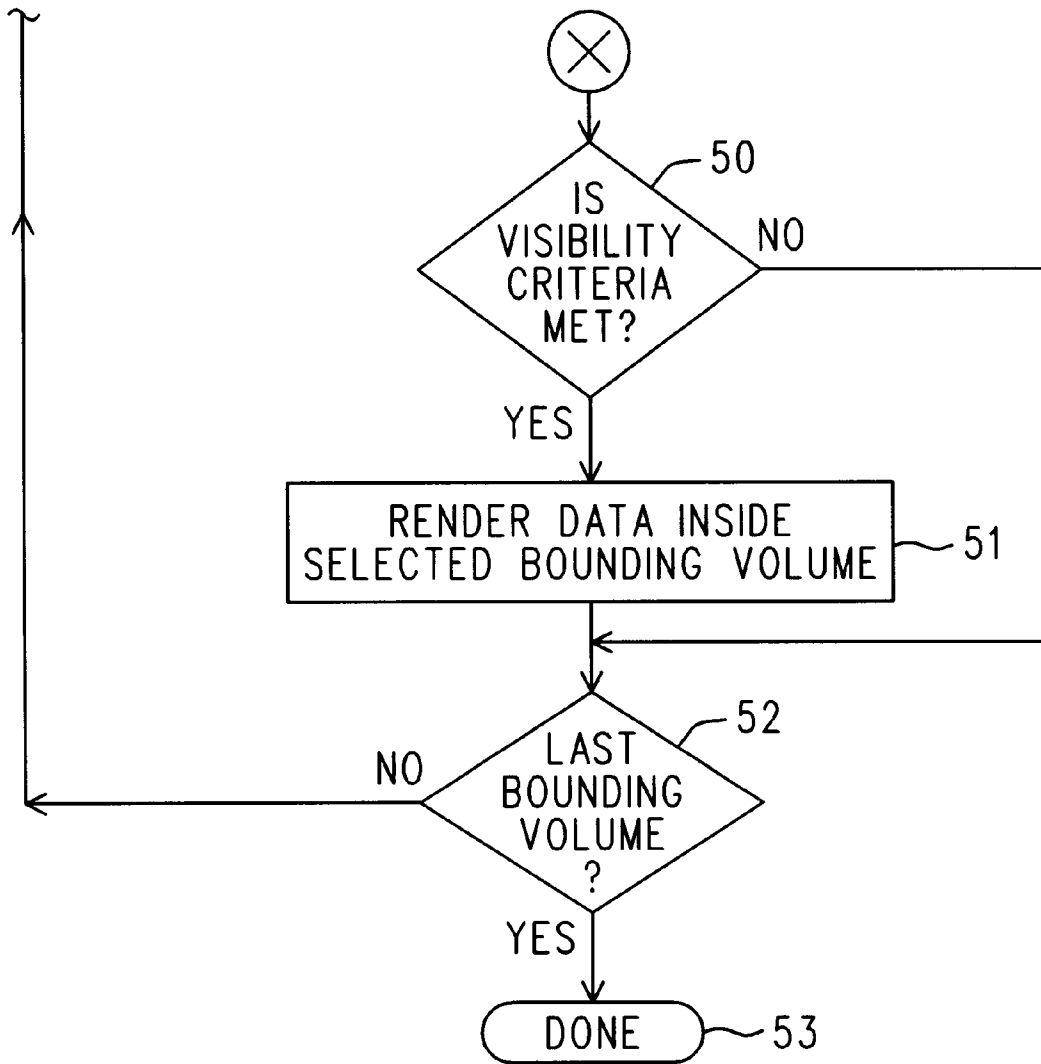 50
IS
VISIBILITY
CRITERIA
MET?
NO
YES
RENDER DATA INSIDE
SELECTED BOUNDING VOLUME
51
52
NO
LAST
BOUNDING
VOLUME
?
YES
DONE
53